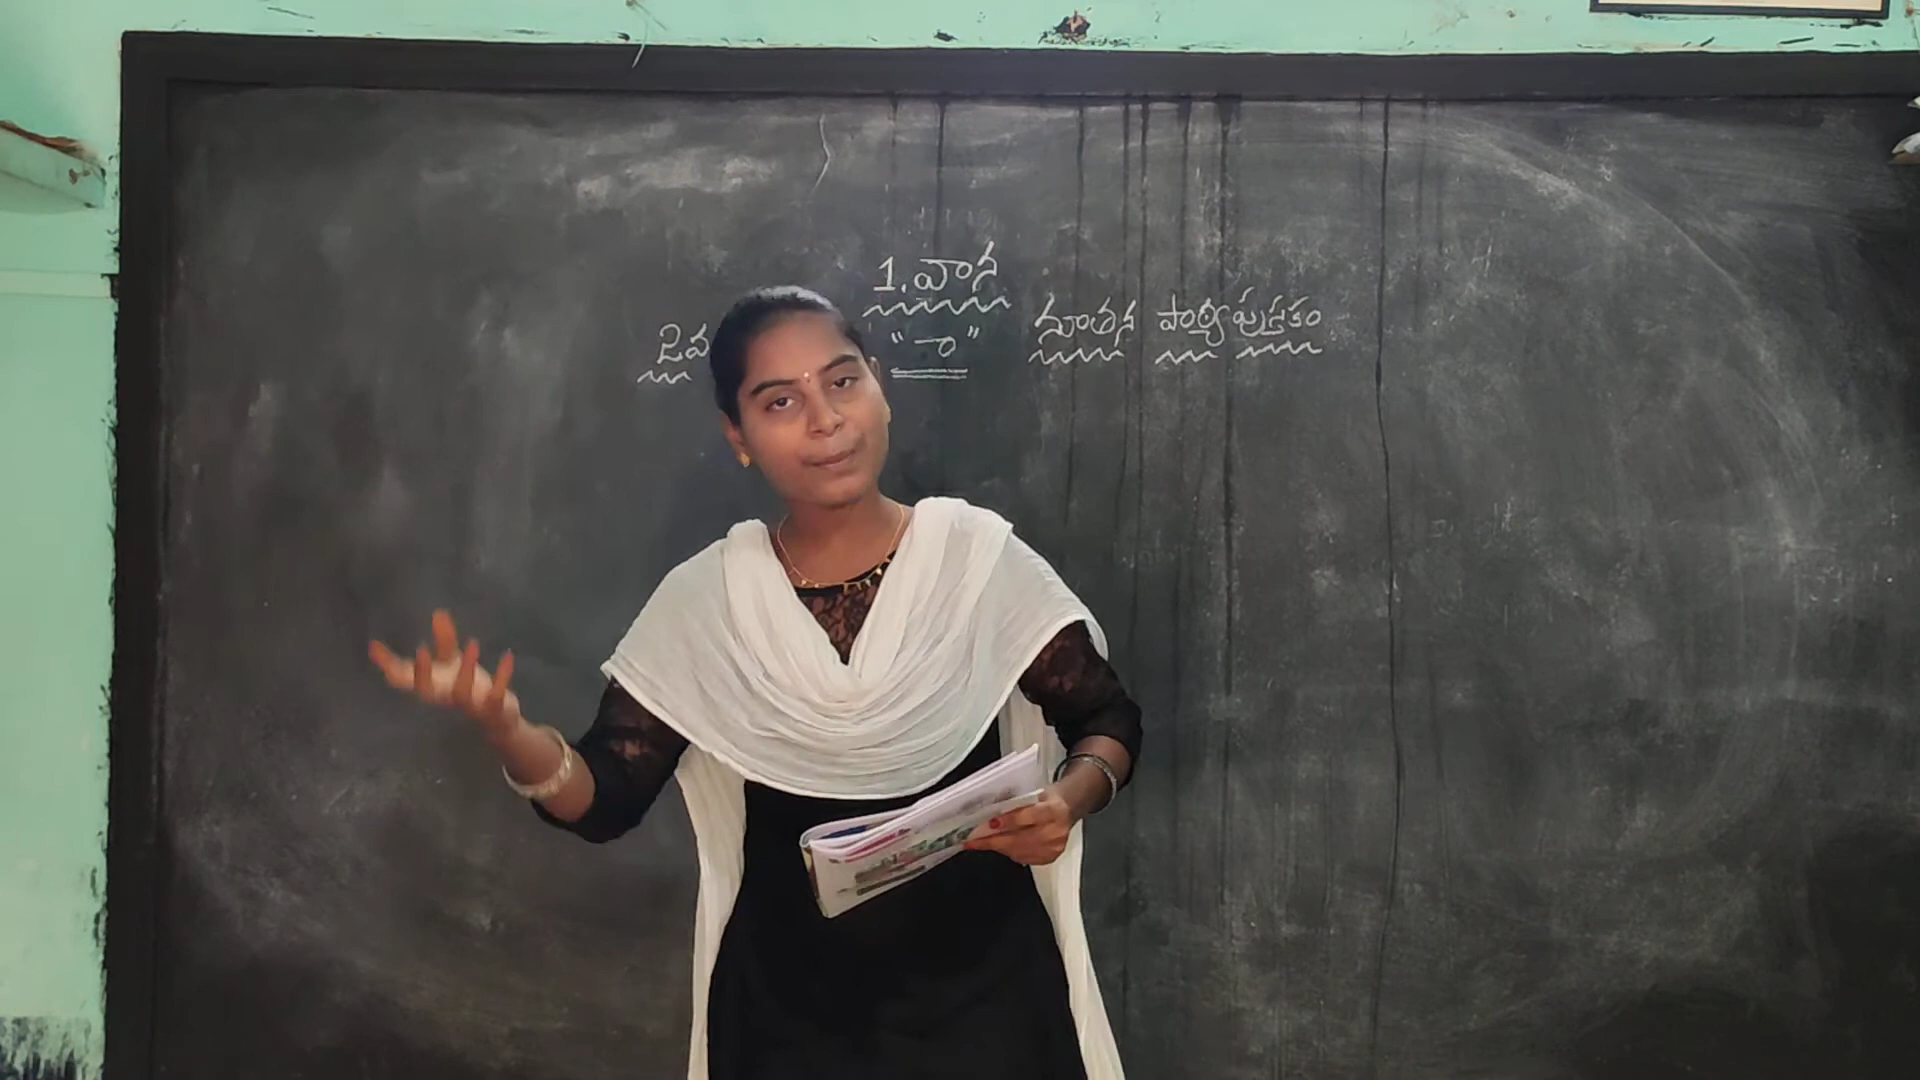 1. వాన
" ా "
నూతన పాఠ్యపుస్తకం